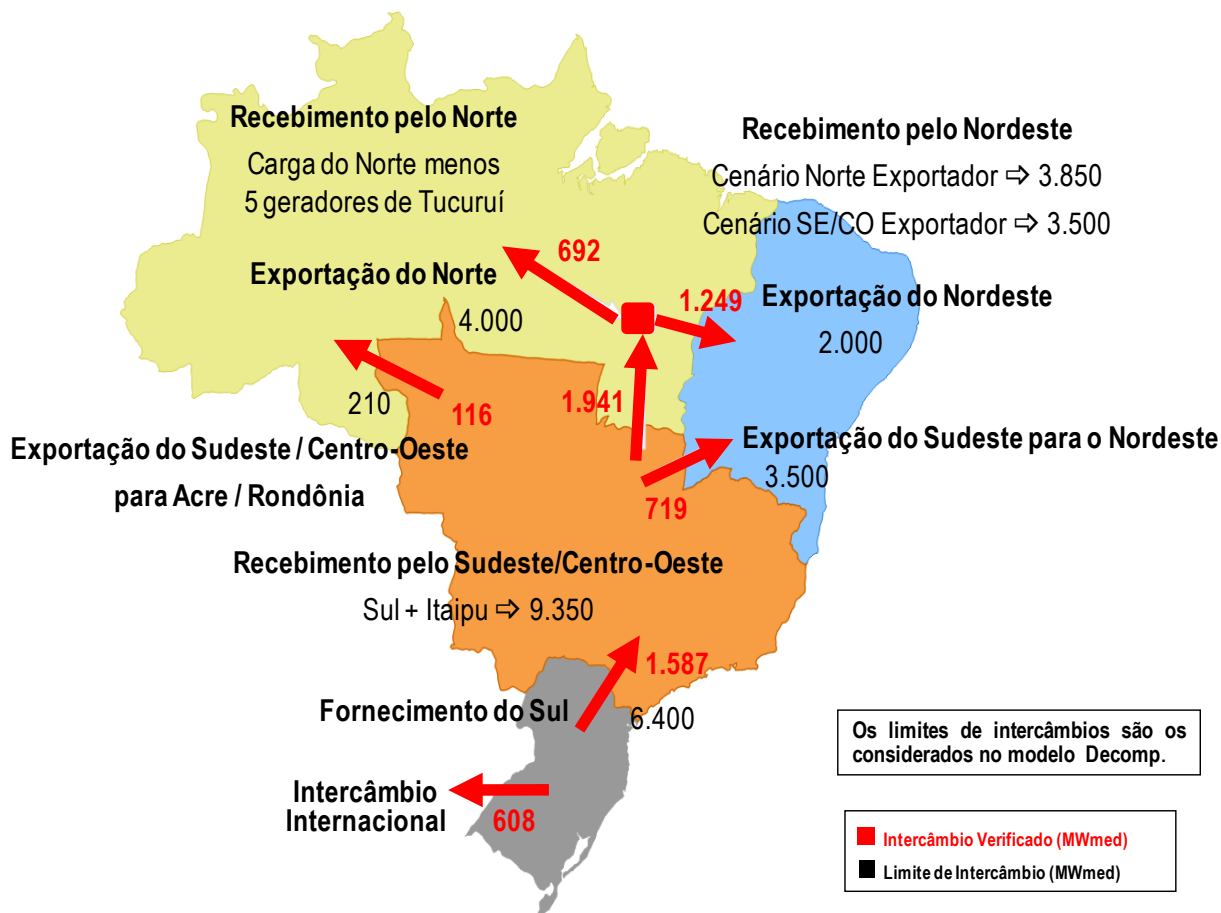 Recebimento pelo Norte
Carga do Norte menos
5 geradores de Tucuruí
Recebimento pelo Nordeste
Cenário Norte Exportador ⇨ 3.850
Cenário SE/CO Exportador ⇨ 3.500
692
Exportação do Norte
4.000
1.249
Exportação do Nordeste
2.000
210
116
1.941
Exportação do Sudeste / Centro-Oeste
para Acre / Rondônia
Exportação do Sudeste para o Nordeste
3.500
719
Recebimento pelo Sudeste/Centro-Oeste
Sul + Itaipu ⇨ 9.350
1.587
Fornecimento do Sul
6.400
Intercâmbio
Internacional
608
Os limites de intercâmbios são os
considerados no modelo Decomp.
Intercâmbio Verificado (MWmed)
Limite de Intercâmbio (MWmed)